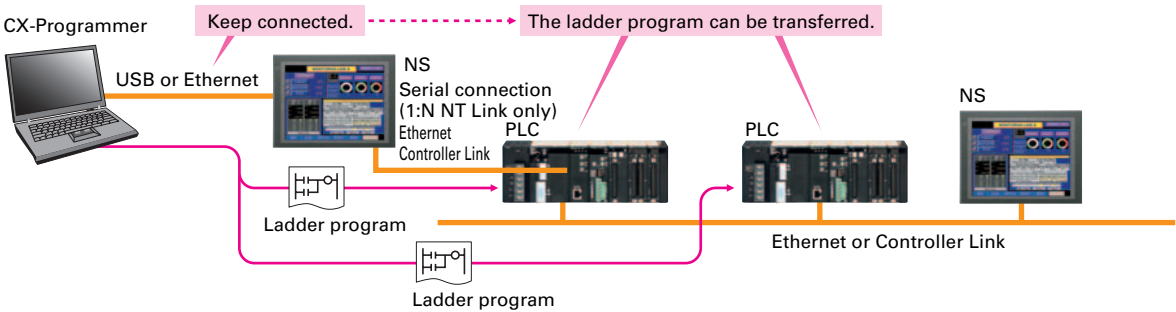 CX-Programmer
Keep connected.
The ladder program can be transferred.
USB or Ethernet
NS
Serial connection
(1:N NT Link only)
Ethernet
Controller Link
PLC
PLC
NS
Ladder program
Ethernet or Controller Link
Ladder program